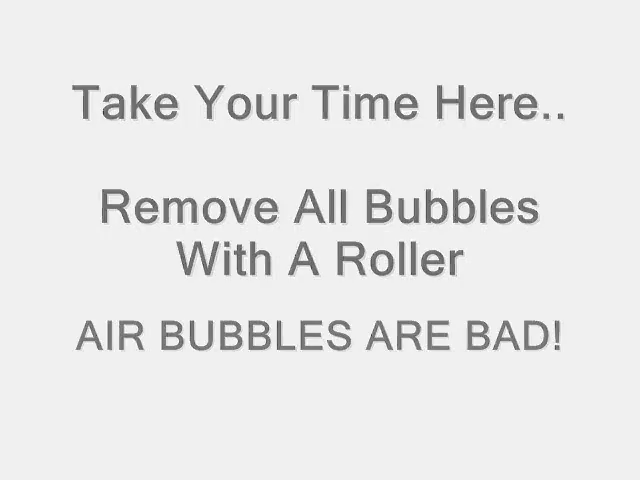 Take Your Time Here..
Remove All Bubbles
With A Roller
AIR BUBBLES ARE BAD!